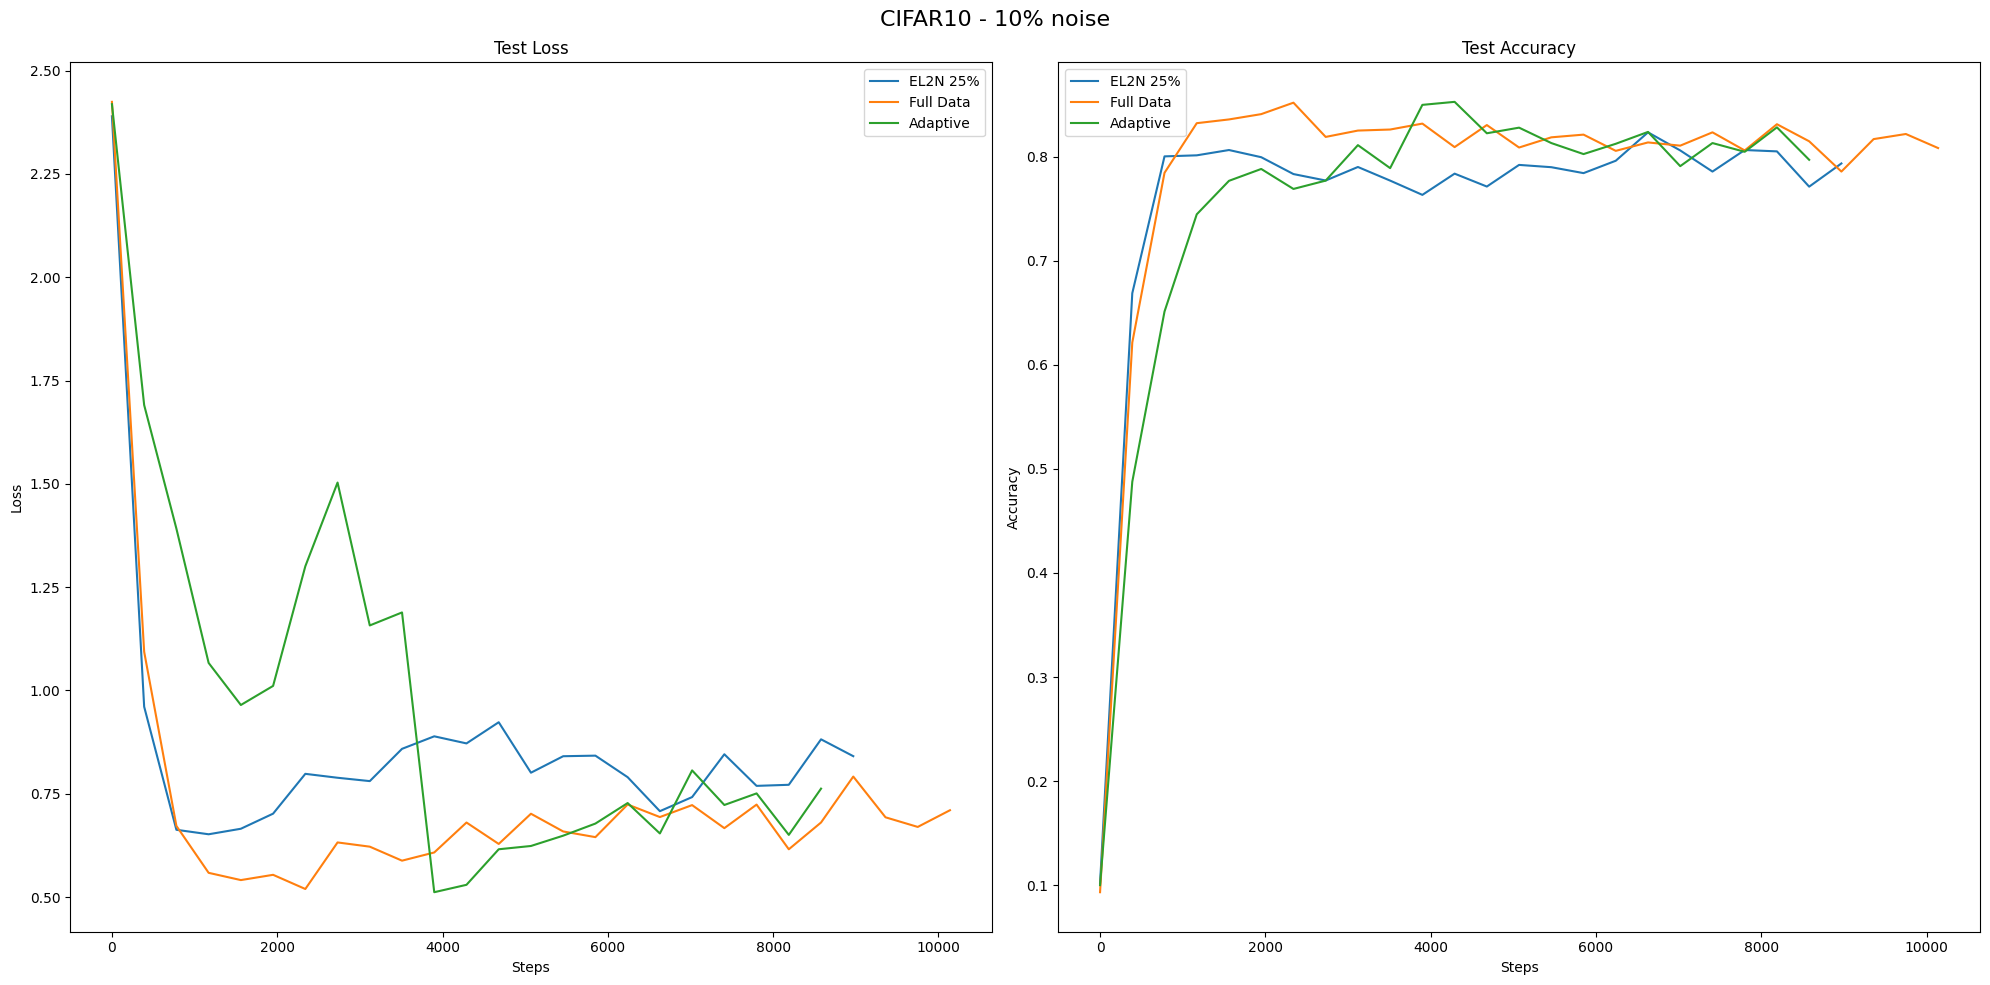 CIFAR10 - 10% noise
Test Loss
2.50
2.25
2.00
1.75
1.50
1.25
1.00
0.75
0.50
Loss
0
2000
4000
6000
8000
10000
Steps
EL2N 25%
Full Data
Adaptive
Test Accuracy
0.8
0.7
0.6
0.5
0.4
0.3
0.2
0.1
Accuracy
0
2000
4000
6000
8000
10000
Steps
EL2N 25%
Full Data
Adaptive